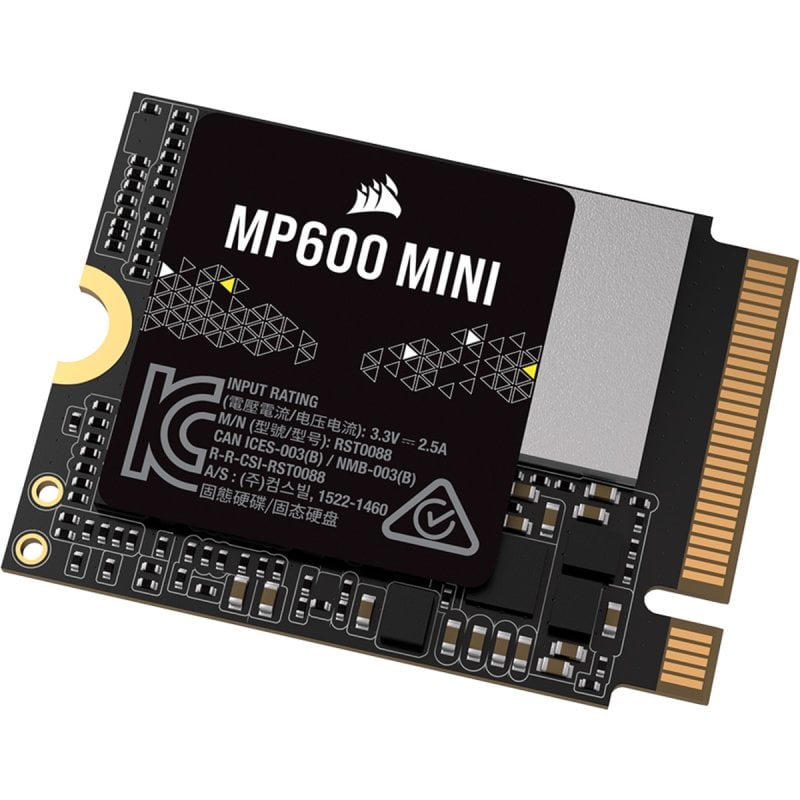 MP600 MINI
INPUT RATING
(電壓電流/电压电流): 3.3V⎓2.5A
M/N (型號/型号): RST0088
CAN ICES-003(B) / NMB-003(B)
R-R-CSI-RST0088
A/S : (주)컴스빌, 1522-1460
固態硬碟/固态硬盘